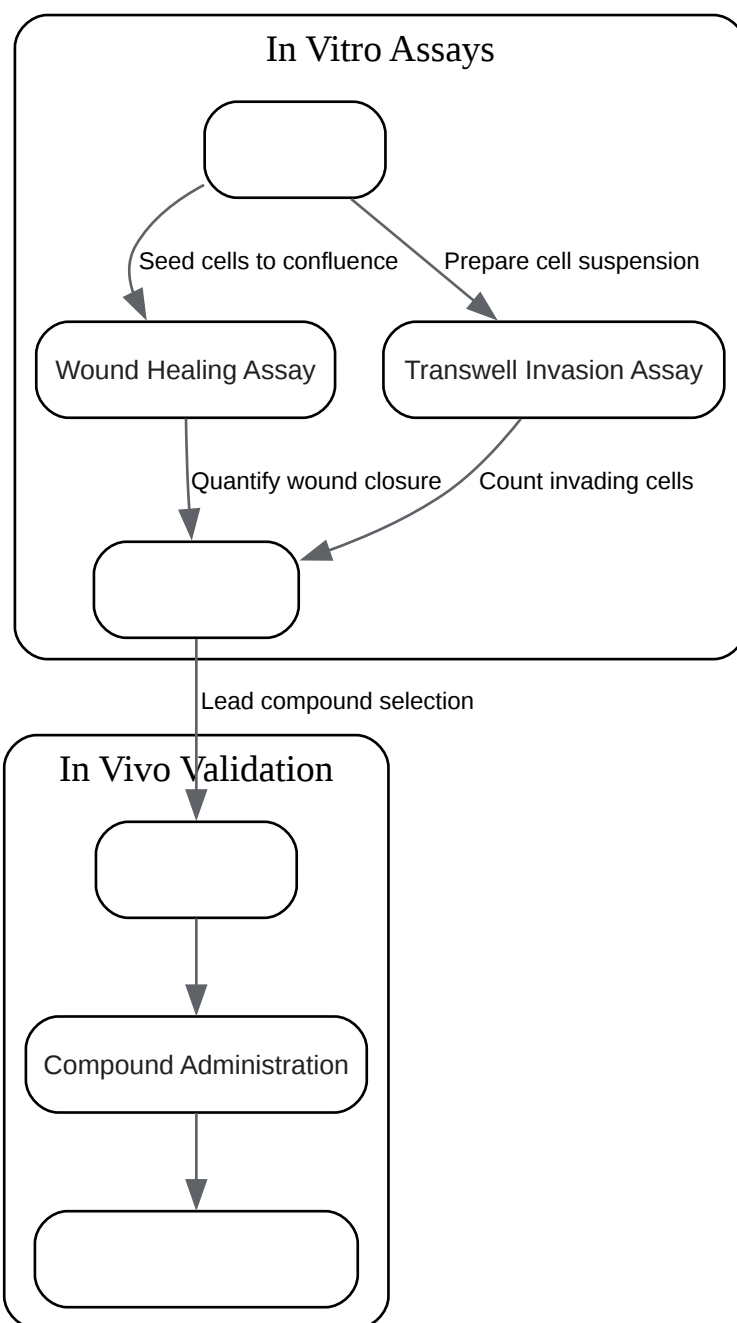 In Vitro Assays
Seed cells to confluence
Prepare cell suspension
Wound Healing Assay
Transwell Invasion Assay
Quantify wound closure
Count invading cells
Lead compound selection
In Vivo Validation
Compound Administration